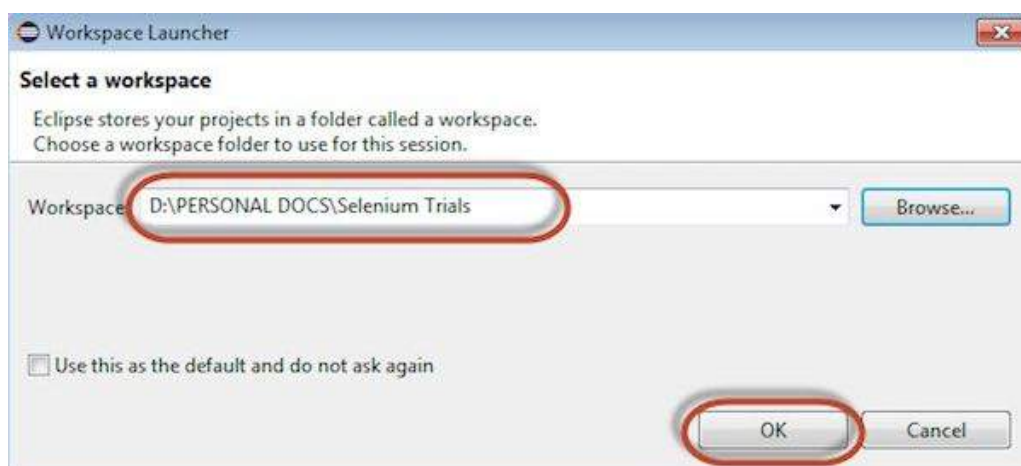 Workspace Launcher
Select a workspace
Eclipse stores your projects in a folder called a workspace.
Choose a workspace folder to use for this session.
Workspace D:\PERSONAL DOCS\Selenium Trials Browse...
Use this as the default and do not ask again
OK Cancel